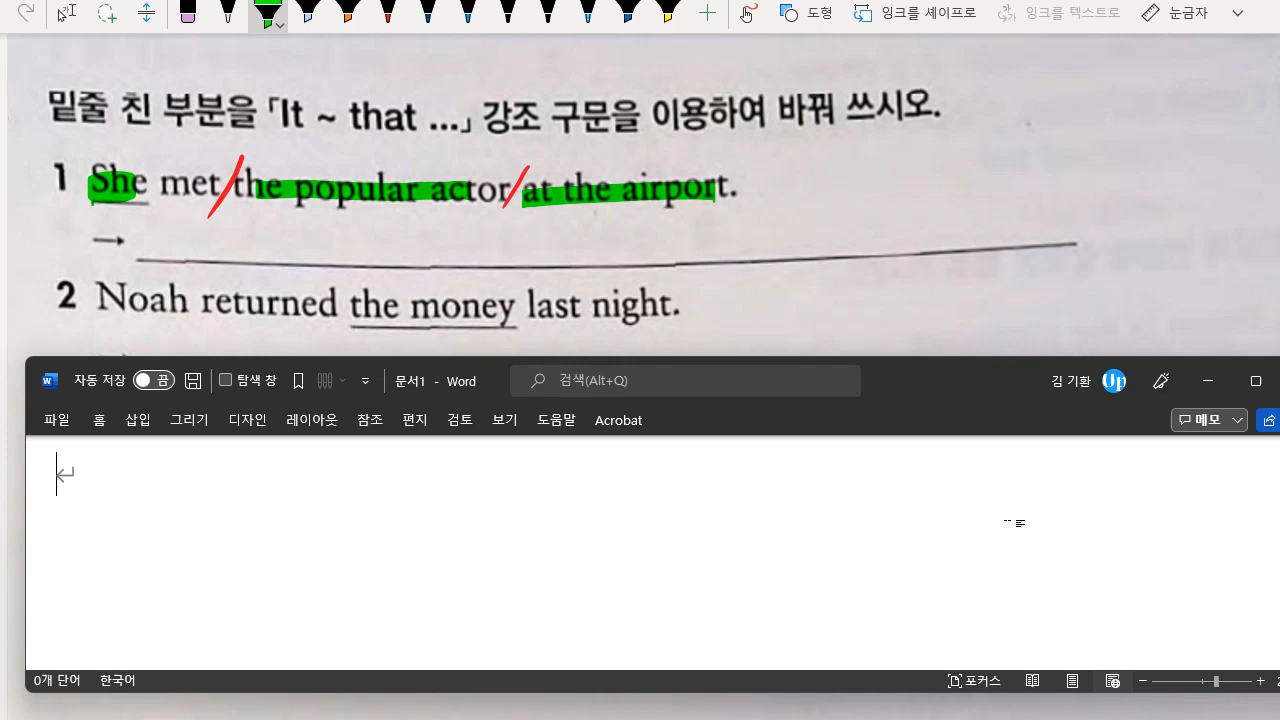 도형
잉크를 셰이프로
잉크를 텍스트로
눈금자
밑줄 친 부분을 「It ~ that ...」 강조 구문을 이용하여 바꿔 쓰시오.
1 She met the popular actor at the airport.
→
2 Noah returned the money last night.
자동 저장 끔 탐색 창 문서1 - Word 검색(Alt+Q) 김 기환 Up
파일 홈 삽입 그리기 디자인 레이아웃 참조 편지 검토 보기 도움말 Acrobat 메모
0개 단어 한국어 포커스